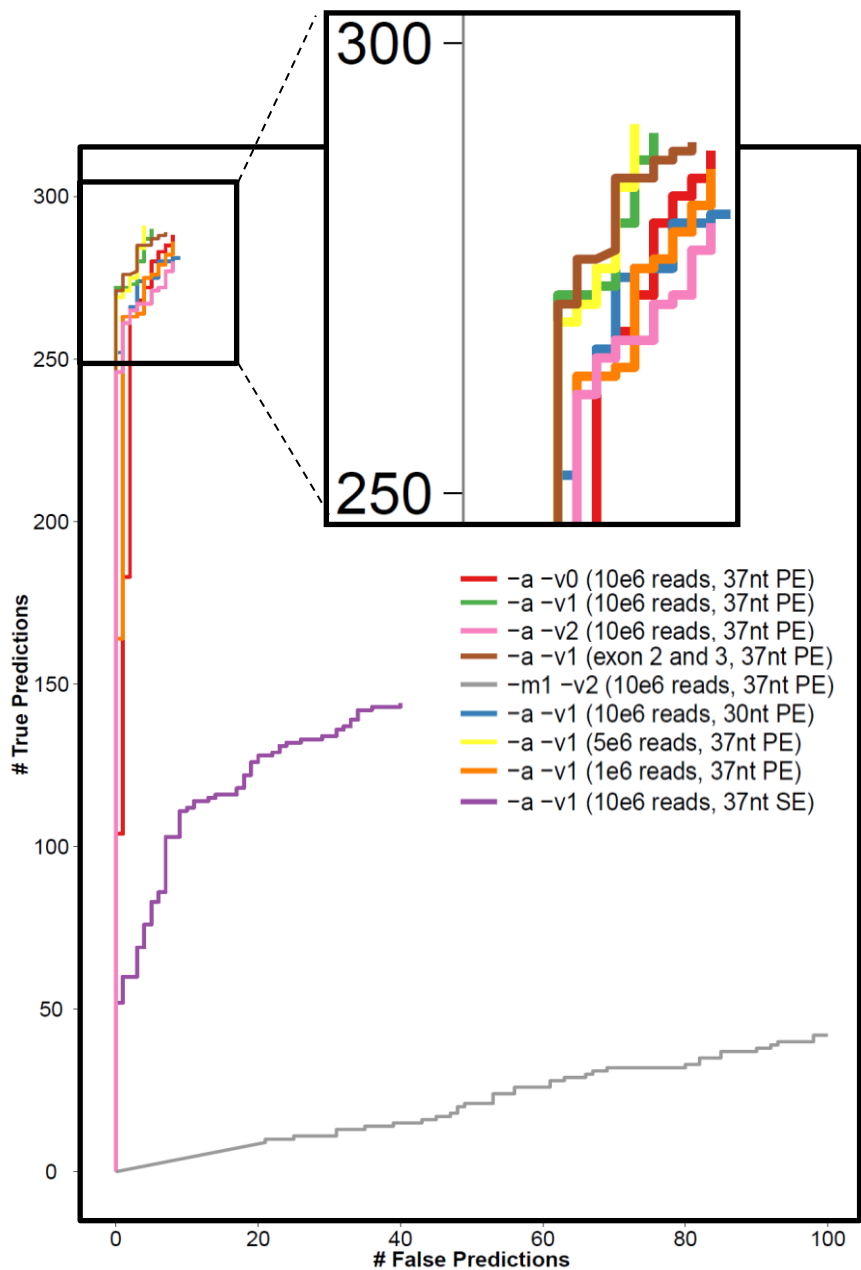 300
250
300
250
200
150
100
50
0
# True Predictions
−a −v0 (10e6 reads, 37nt PE)
−a −v1 (10e6 reads, 37nt PE)
−a −v2 (10e6 reads, 37nt PE)
−a −v1 (exon 2 and 3, 37nt PE)
−m1 −v2 (10e6 reads, 37nt PE)
−a −v1 (10e6 reads, 30nt PE)
−a −v1 (5e6 reads, 37nt PE)
−a −v1 (1e6 reads, 37nt PE)
−a −v1 (10e6 reads, 37nt SE)
0 20 40 60 80 100
# False Predictions